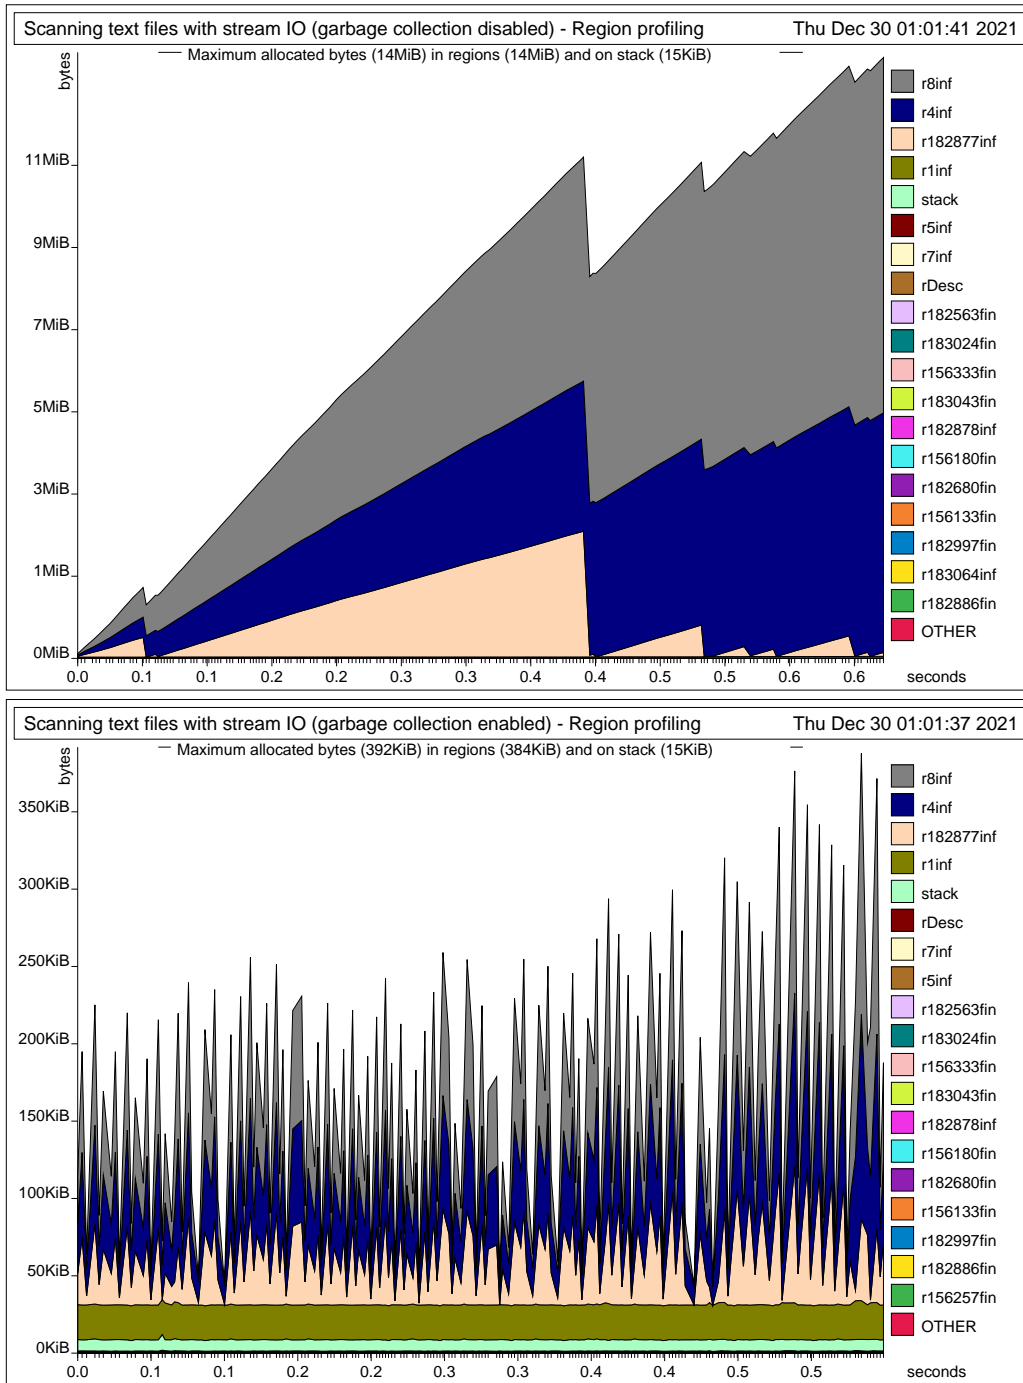 Scanning text files with stream IO (garbage collection disabled) - Region profiling Thu Dec 30 01:01:41 2021
Maximum allocated bytes (14MiB) in regions (14MiB) and on stack (15KiB)
bytes
11MiB
9MiB
7MiB
5MiB
3MiB
1MiB
0MiB
0.0 0.1 0.1 0.2 0.2 0.3 0.3 0.4 0.4 0.5 0.5 0.6 0.6 seconds
r8inf
r4inf
r182877inf
r1inf
stack
r5inf
r7inf
rDesc
r182563fin
r183024fin
r156333fin
r183043fin
r182878inf
r156180fin
r182680fin
r156133fin
r182997fin
r183064inf
r182886fin
OTHER
Scanning text files with stream IO (garbage collection enabled) - Region profiling Thu Dec 30 01:01:37 2021
Maximum allocated bytes (392KiB) in regions (384KiB) and on stack (15KiB)
bytes
350KiB
300KiB
250KiB
200KiB
150KiB
100KiB
50KiB
0KiB
0.0 0.1 0.1 0.2 0.2 0.3 0.3 0.4 0.4 0.5 0.5 seconds
r8inf
r4inf
r182877inf
r1inf
stack
rDesc
r7inf
r5inf
r182563fin
r183024fin
r156333fin
r183043fin
r182878inf
r156180fin
r182680fin
r156133fin
r182997fin
r182886fin
r156257fin
OTHER